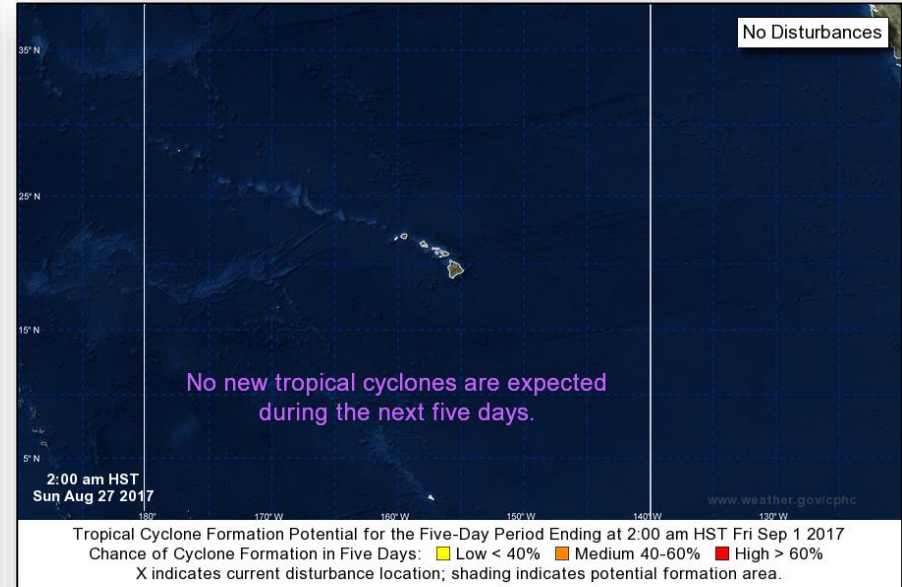 No Disturbances
35° N
25° N
15° N
No new tropical cyclones are expected
during the next five days.
5° N
2:00 am HST
Sun Aug 27 2017
www.weather.gov/cphc
180°
170° W
160° W
150° W
140° W
130° W
Tropical Cyclone Formation Potential for the Five-Day Period Ending at 2:00 am HST Fri Sep 1 2017
Chance of Cyclone Formation in Five Days: Low < 40% Medium 40-60% High > 60%
X indicates current disturbance location; shading indicates potential formation area.